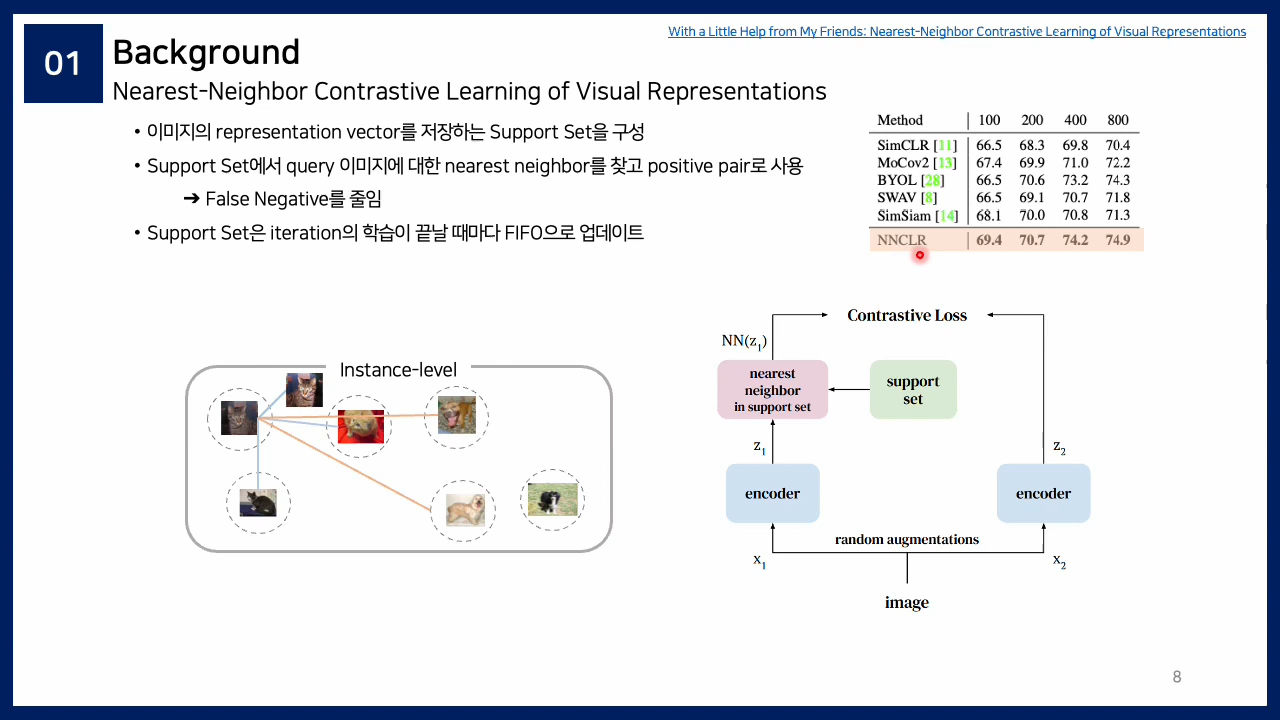 With a Little Help from My Friends: Nearest-Neighbor Contrastive Learning of Visual Representations
01
Background
Nearest-Neighbor Contrastive Learning of Visual Representations
• 이미지의 representation vector를 저장하는 Support Set을 구성
• Support Set에서 query 이미지에 대한 nearest neighbor를 찾고 positive pair로 사용
➔ False Negative를 줄임
• Support Set은 iteration의 학습이 끝날 때마다 FIFO으로 업데이트
Method 100 200 400 800
SimCLR [11] 66.5 68.3 69.8 70.4
MoCov2 [13] 67.4 69.9 71.0 72.2
BYOL [28] 66.5 70.6 73.2 74.3
SWAV [8] 66.5 69.1 70.7 71.8
SimSiam [14] 68.1 70.0 70.8 71.3
NNCLR 69.4 70.7 74.2 74.9
Instance-level
Contrastive Loss
NN(z1)
nearest
neighbor
in support set
support
set
z1
z2
encoder
encoder
random augmentations
x1
x2
image
8